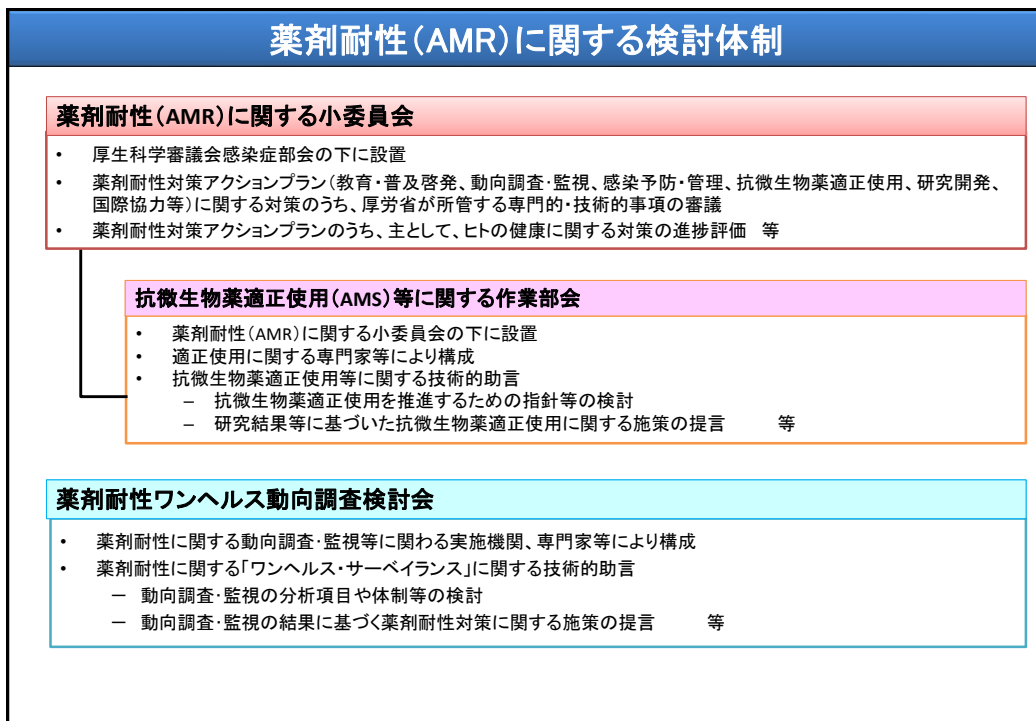 薬剤耐性(AMR)に関する検討体制
薬剤耐性(AMR)に関する小委員会
• 厚生科学審議会感染症部会の下に設置
• 薬剤耐性対策アクションプラン(教育・普及啓発、動向調査・監視、感染予防・管理、抗微生物薬適正使用、研究開発、
国際協力等)に関する対策のうち、厚労省が所管する専門的・技術的事項の審議
• 薬剤耐性対策アクションプランのうち、主として、ヒトの健康に関する対策の進捗評価 等
抗微生物薬適正使用(AMS)等に関する作業部会
• 薬剤耐性(AMR)に関する小委員会の下に設置
• 適正使用に関する専門家等により構成
• 抗微生物薬適正使用等に関する技術的助言
– 抗微生物薬適正使用を推進するための指針等の検討
– 研究結果等に基づいた抗微生物薬適正使用に関する施策の提言 等
薬剤耐性ワンヘルス動向調査検討会
• 薬剤耐性に関する動向調査・監視等に関わる実施機関、専門家等により構成
• 薬剤耐性に関する「ワンヘルス・サーベイランス」に関する技術的助言
― 動向調査・監視の分析項目や体制等の検討
― 動向調査・監視の結果に基づく薬剤耐性対策に関する施策の提言 等